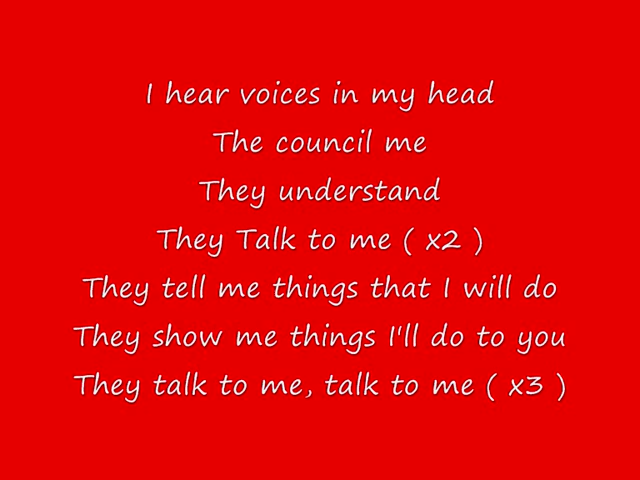 I hear voices in my head
The council me
They understand
They Talk to me ( x2 )
They tell me things that I will do
They show me things I'll do to you
They talk to me, talk to me ( x3 )